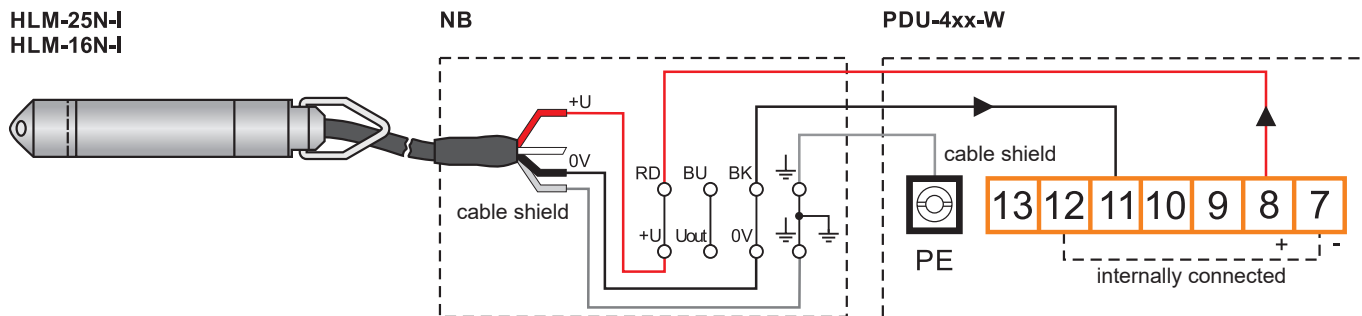 HLM-25N-I
HLM-16N-I
NB
PDU-4xx-W
+U
0V
cable shield
RD BU BK
+U Uout 0V
cable shield
PE
13 12 11 10 9 8 7
+ -
internally connected